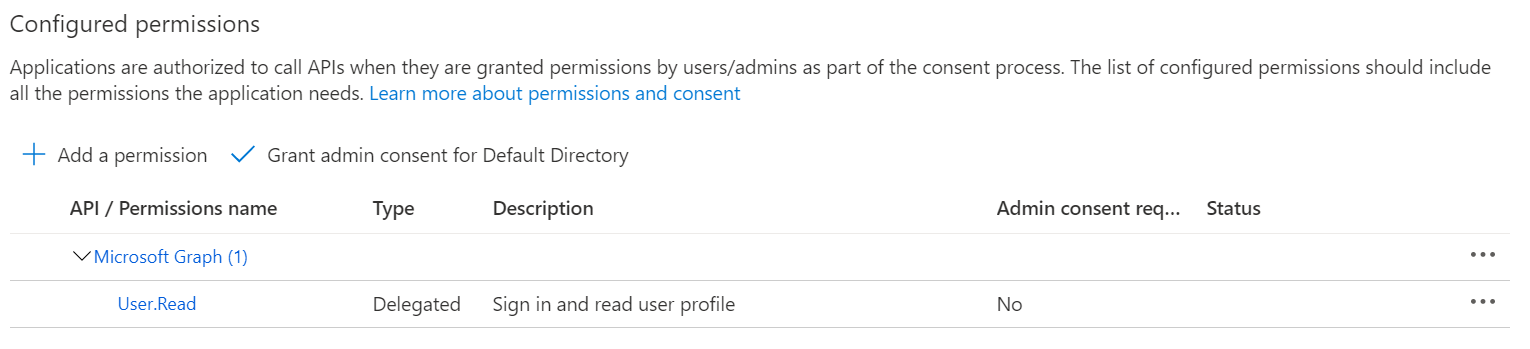 Configured permissions
Applications are authorized to call APIs when they are granted permissions by users/admins as part of the consent process. The list of configured permissions should include
all the permissions the application needs. Learn more about permissions and consent
Add a permission Grant admin consent for Default Directory
API / Permissions name Type Description Admin consent req... Status
Microsoft Graph (1)
User.Read Delegated Sign in and read user profile No